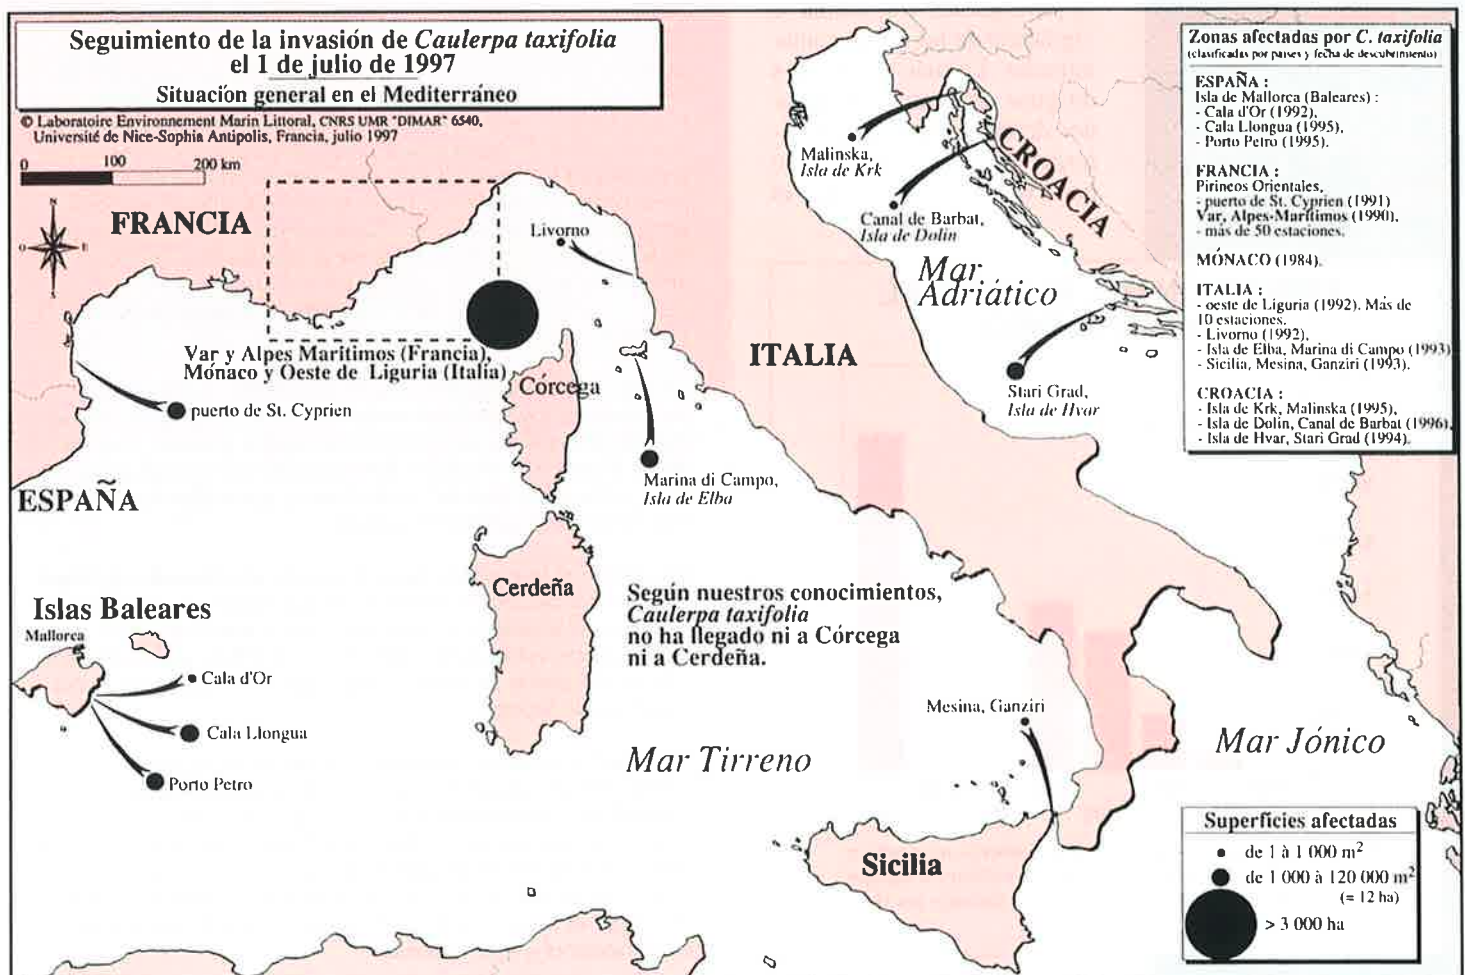 Seguimiento de la invasión de Caulerpa taxifolia
el 1 de julio de 1997
Situación general en el Mediterráneo
© Laboratoire Environnement Marin Littoral, CNRS UMR "DIMAR" 6540,
Université de Nice-Sophia Antipolis, Francia, julio 1997
0 100 200 km
N
O E
S
FRANCIA
Livorno
Var y Alpes Marítimos (Francia),
Mónaco y Oeste de Liguria (Italia)
Córcega
puerto de St. Cyprien
ESPAÑA
Marina di Campo,
Isla de Elba
Islas Baleares
Mallorca
Cala d'Or
Cala Llongua
Porto Petro
Cerdeña
Según nuestros conocimientos,
Caulerpa taxifolia
no ha llegado ni a Córcega
ni a Cerdeña.
Mar Tirreno
Malinska,
Isla de Krk
CROACIA
Canal de Barbat,
Isla de Dolin
Mar
Adriático
ITALIA
Stari Grad,
Isla de Hvar
Mesina, Ganziri
Mar Jónico
Sicilia
Zonas afectadas por C. taxifolia
(clasificadas por países y fecha de descubrimiento)
ESPAÑA :
Isla de Mallorca (Baleares) :
- Cala d'Or (1992),
- Cala Llongua (1995),
- Porto Petro (1995).
FRANCIA :
Pirineos Orientales,
- puerto de St. Cyprien (1991)
Var, Alpes-Marítimos (1990),
- más de 50 estaciones.
MÓNACO (1984).
ITALIA :
- oeste de Liguria (1992). Más de
10 estaciones.
- Livorno (1992),
- Isla de Elba, Marina di Campo (1993)
- Sicilia, Mesina, Ganziri (1993).
CROACIA :
- Isla de Krk, Malinska (1995),
- Isla de Dolin, Canal de Barbat (1996),
- Isla de Hvar, Stari Grad (1994).
Superficies afectadas
de 1 à 1 000 m²
de 1 000 à 120 000 m²
(= 12 ha)
> 3 000 ha